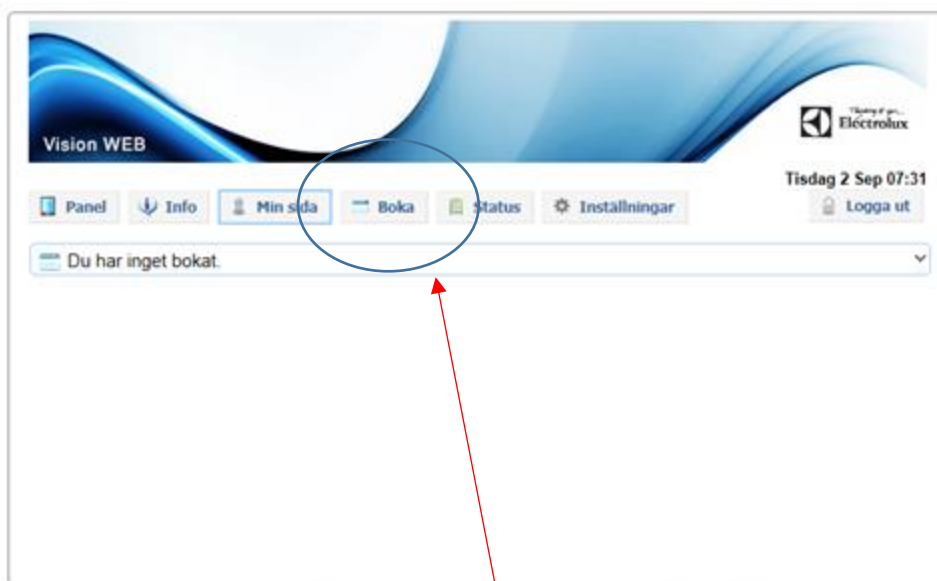 Vision WEB
Electrolux
Tisdag 2 Sep 07:31
Panel Info Min sida Boka Status Inställningar Logga ut
Du har inget bokat.